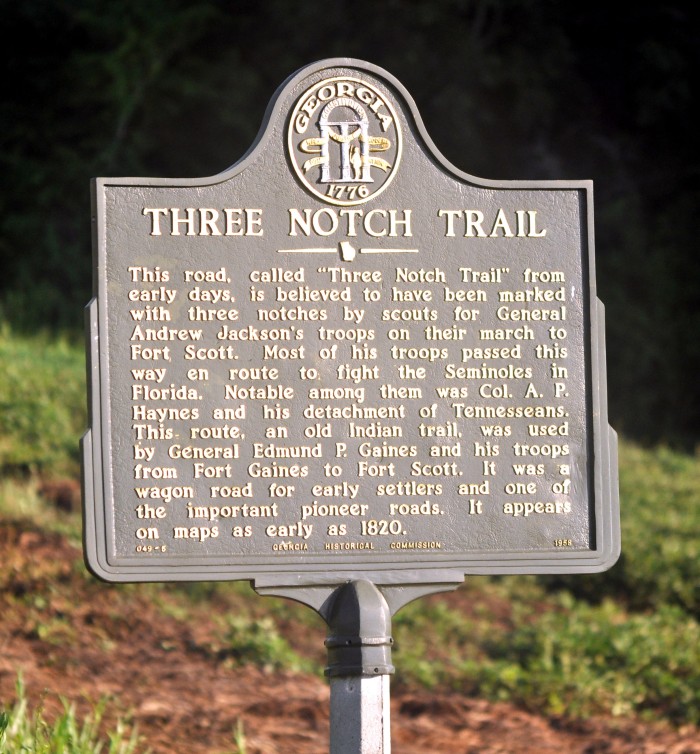 GEORGIA
1776
THREE NOTCH TRAIL
This road, called "Three Notch Trail" from
early days, is believed to have been marked
with three notches by scouts for General
Andrew Jackson's troops on their march to
Fort Scott. Most of his troops passed this
way en route to fight the Seminoles in
Florida. Notable among them was Col. A. P.
Haynes and his detachment of Tennesseans.
This route, an old Indian trail, was used
by General Edmund P. Gaines and his troops
from Fort Gaines to Fort Scott. It was a
wagon road for early settlers and one of
the important pioneer roads. It appears
on maps as early as 1820.
049-5 GEORGIA HISTORICAL COMMISSION 1958